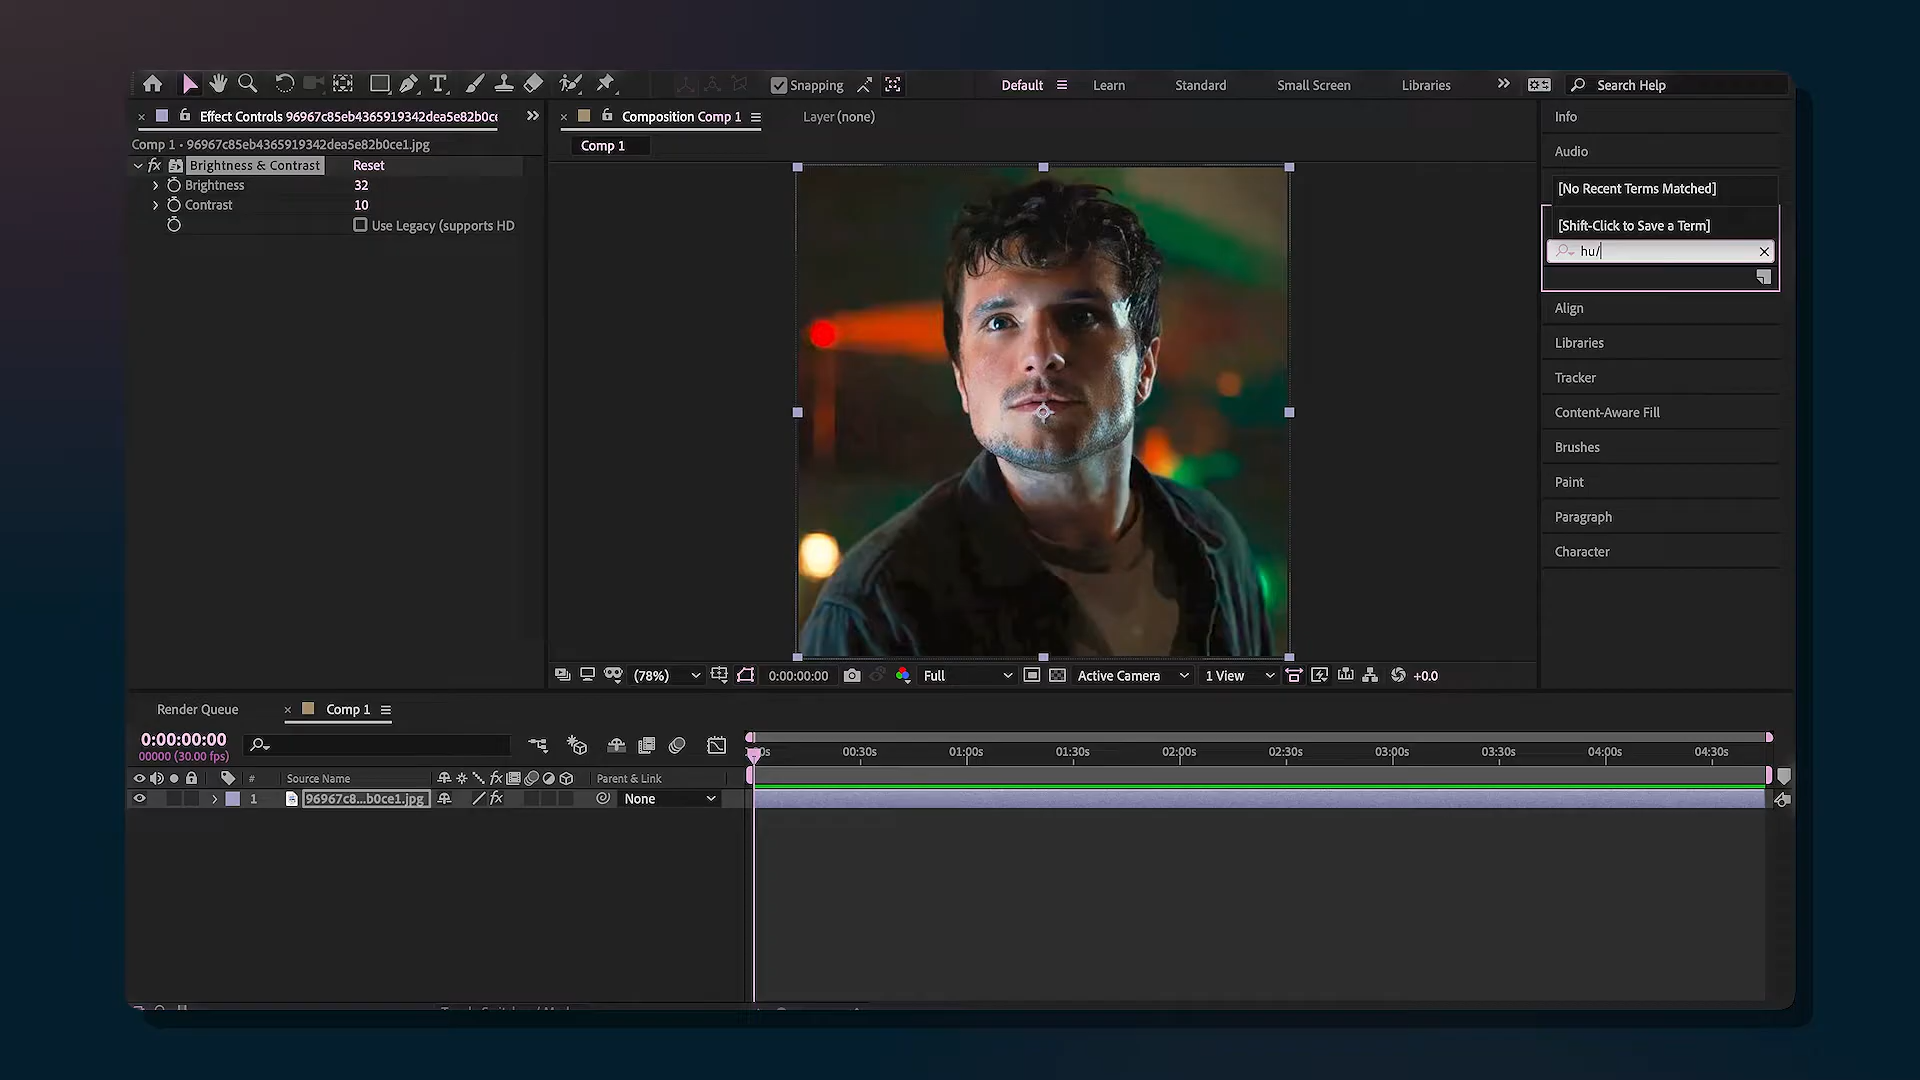 Snapping
Default
Learn
Standard
Small Screen
Libraries
Search Help
Effect Controls 96967c85eb4365919342dea5e82b0c
Composition Comp 1
Layer (none)
Info
Comp 1 • 96967c85eb4365919342dea5e82b0ce1.jpg
Comp 1
Audio
fx Brightness & Contrast
Reset
Brightness
32
Contrast
10
Use Legacy (supports HD
[No Recent Terms Matched]
[Shift-Click to Save a Term]
hu/
Align
Libraries
Tracker
Content-Aware Fill
Brushes
Paint
Paragraph
Character
(78%)
0:00:00:00
Full
Active Camera
1 View
+0.0
Render Queue
Comp 1
0:00:00:00
00000 (30.00 fps)
00:30s
01:00s
01:30s
02:00s
02:30s
03:00s
03:30s
04:00s
04:30s
#
Source Name
fx
Parent & Link
1
96967c8...b0ce1.jpg
fx
None